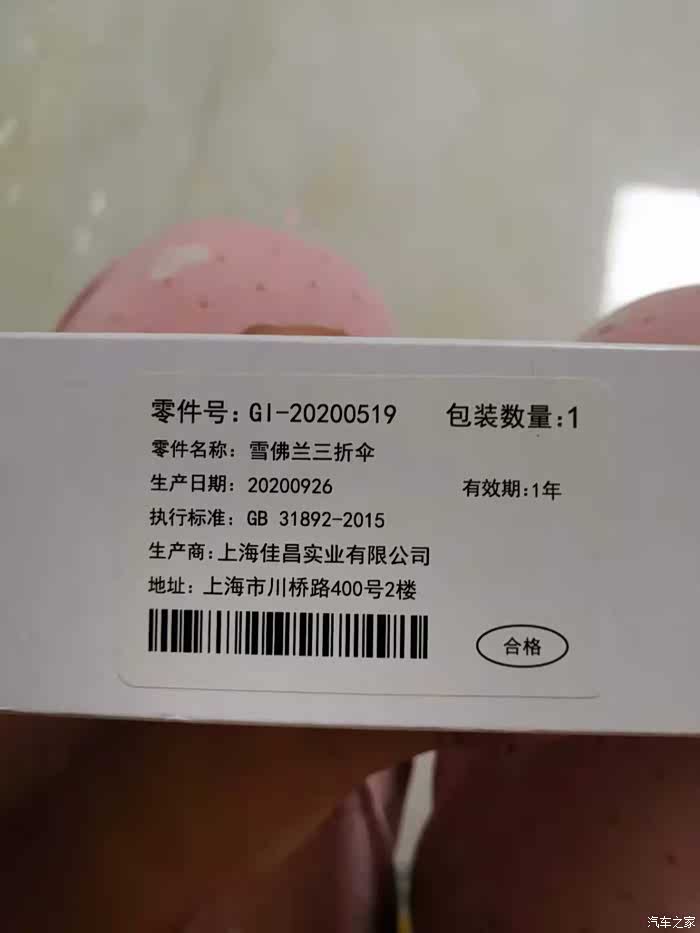 零件号: GI-20200519 包装数量:1
零件名称: 雪佛兰三折伞
生产日期: 20200926 有效期:1年
执行标准: GB 31892-2015
生产商:上海佳昌实业有限公司
地址: 上海市川桥路400号2楼
合格
汽车之家